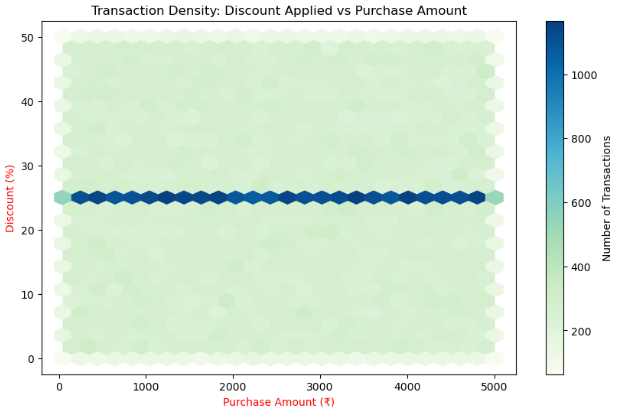 Transaction Density: Discount Applied vs Purchase Amount
50
40
30
20
10
0
Discount (%)
0 1000 2000 3000 4000 5000
Purchase Amount (₹)
1000
800
600
400
200
Number of Transactions